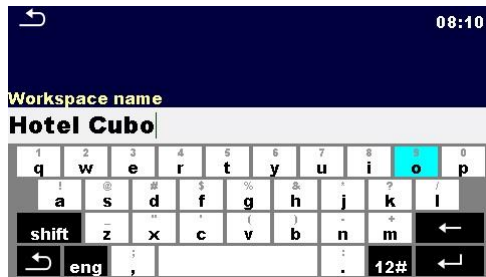 08:10
Workspace name
Hotel Cubo
1 2 3 4 5 6 7 8 9 0
q w e r t y u i o p
! @ # $ % & * ? /
a s d f g h j k l
- " ' ( ) - +
shift z x c v b n m
; :
eng , . 12#